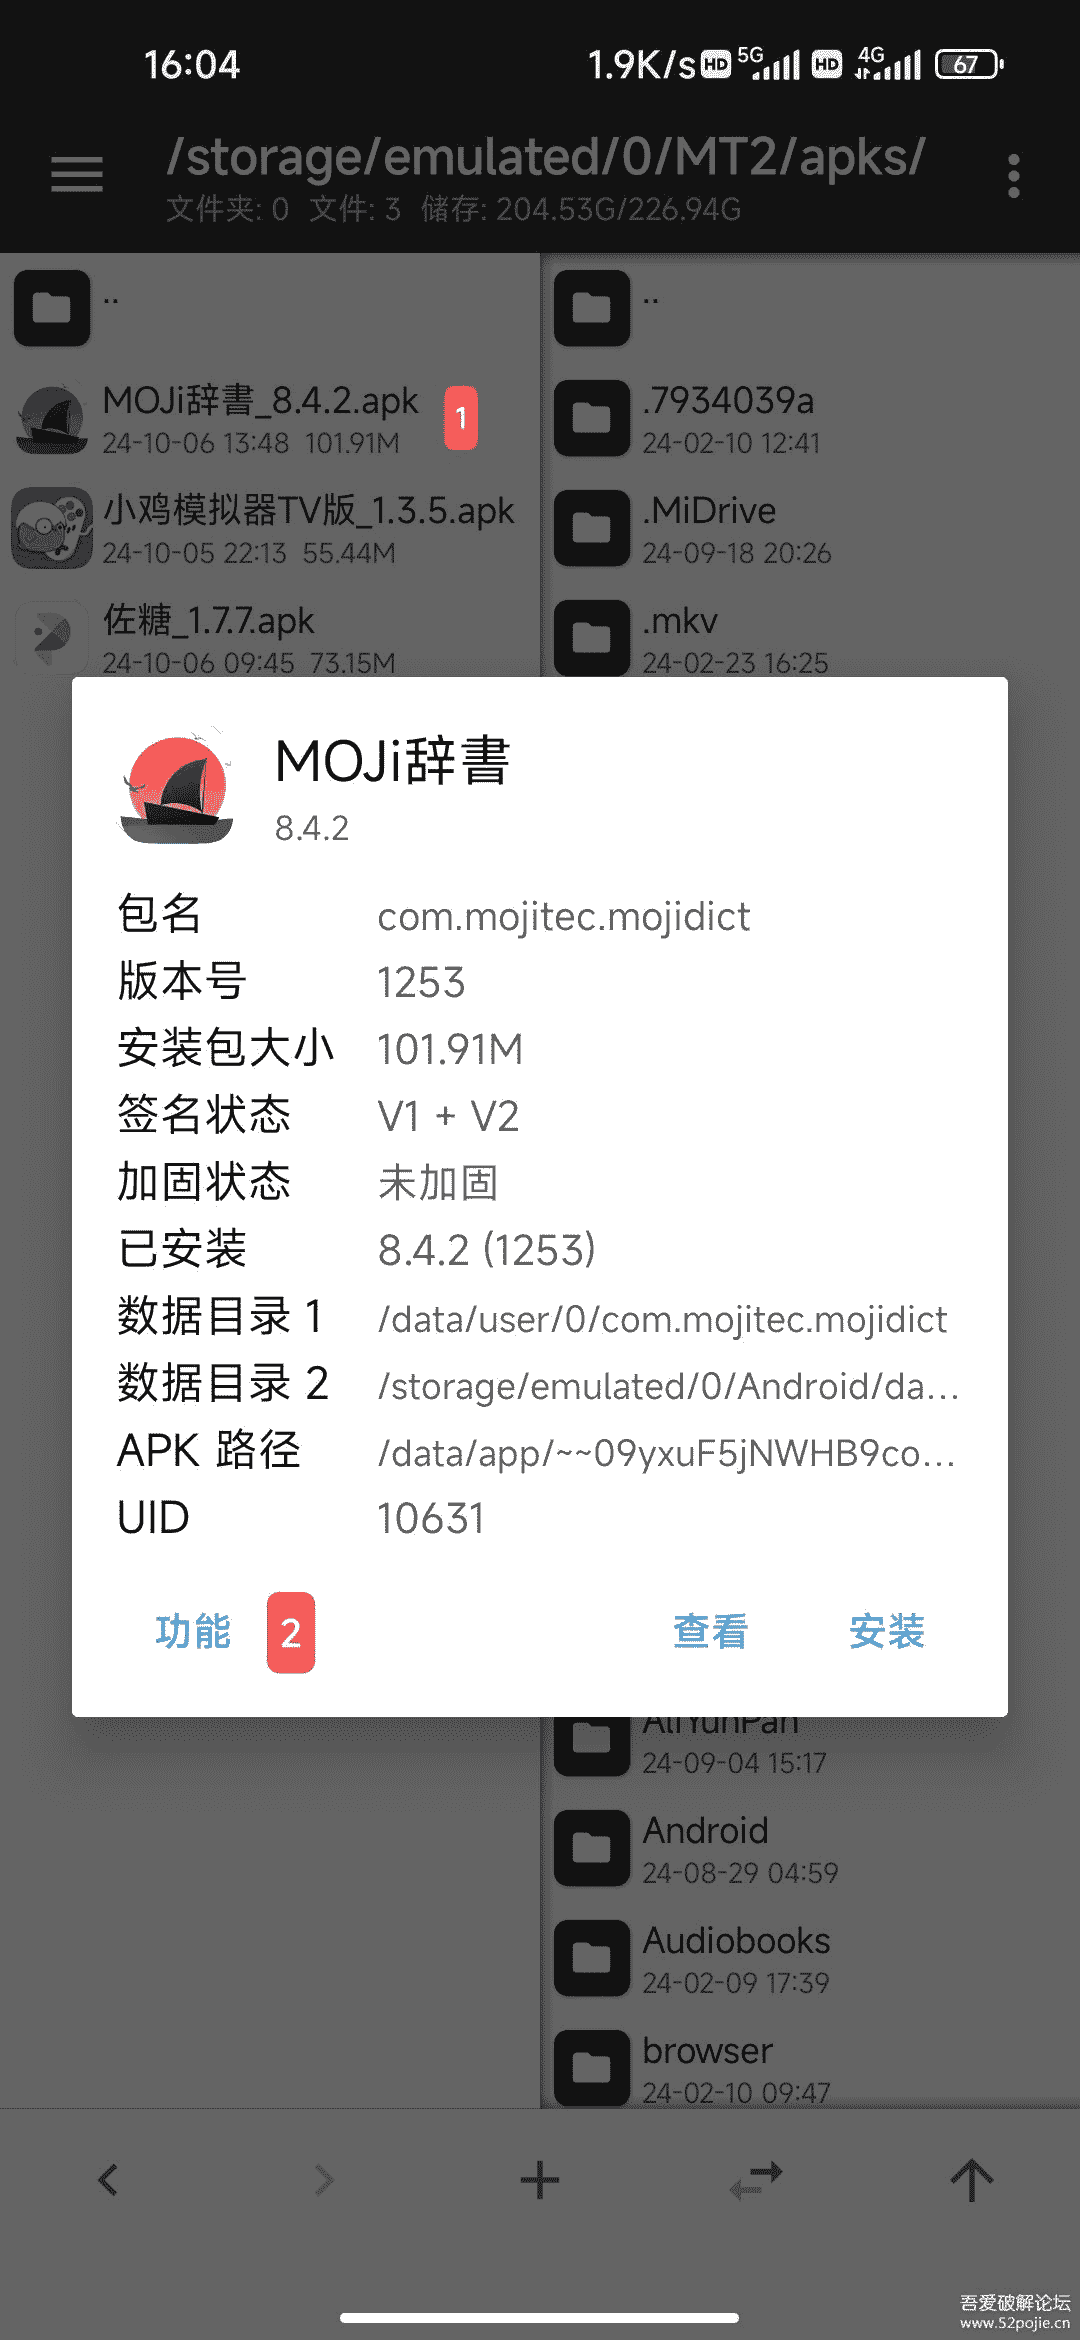 16:04
1.9K/s HD 5G HD 4G 67
/storage/emulated/0/MT2/apks/
文件夹: 0 文件: 3 储存: 204.53G/226.94G
..
MOJi辞書_8.4.2.apk
24-10-06 13:48 101.91M
1
小鸡模拟器TV版_1.3.5.apk
24-10-05 22:13 55.44M
佐糖_1.7.7.apk
24-10-06 09:45 73.15M
..
.7934039a
24-02-10 12:41
.MiDrive
24-09-18 20:26
.mkv
24-02-23 16:25
MOJi辞書
8.4.2
包名 com.mojitec.mojidict
版本号 1253
安装包大小 101.91M
签名状态 V1 + V2
加固状态 未加固
已安装 8.4.2 (1253)
数据目录 1 /data/user/0/com.mojitec.mojidict
数据目录 2 /storage/emulated/0/Android/da...
APK 路径 /data/app/~~09yxuF5jNWHB9co...
UID 10631
功能 2 查看 安装
AliYunPan
24-09-04 15:17
Android
24-08-29 04:59
Audiobooks
24-02-09 17:39
browser
24-02-10 09:47
吾爱破解论坛
www.52pojie.cn